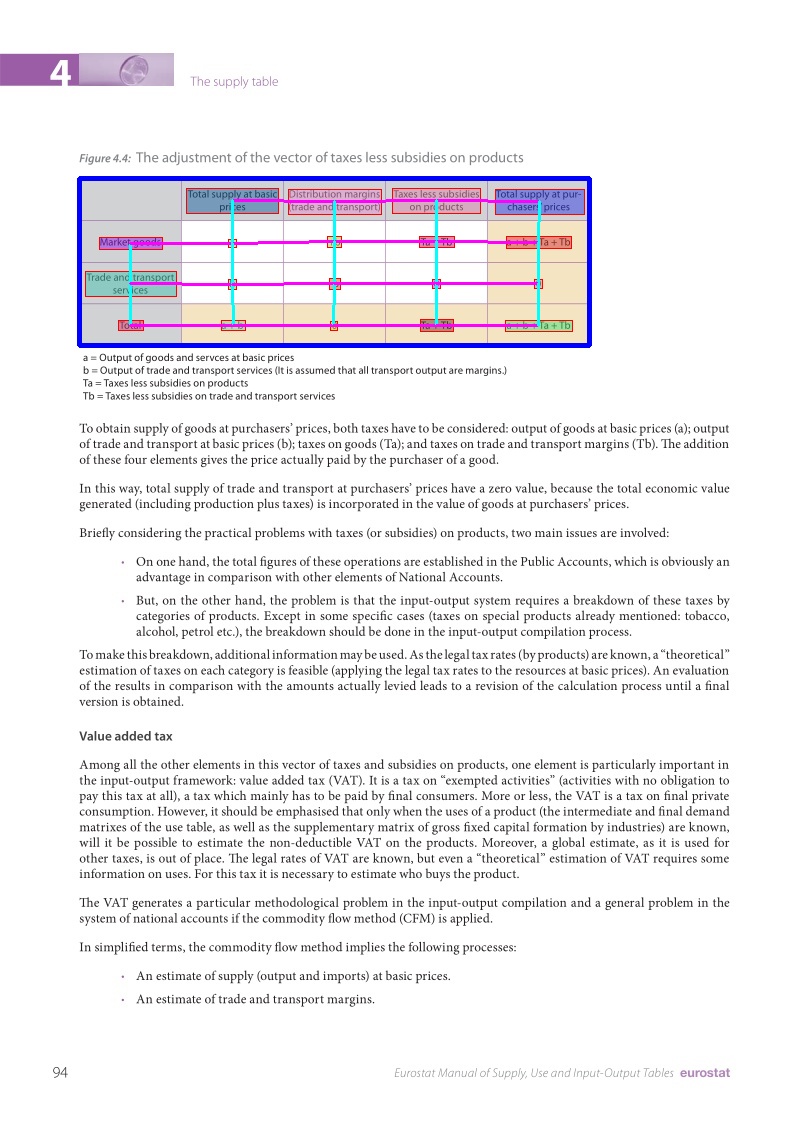 4
The supply table
Figure 4.4: The adjustment of the vector of taxes less subsidies on products
Total supply at basic prices
Distribution margins (trade and transport)
Taxes less subsidies on products
Total supply at purchasers' prices
Market goods
Ta + Tb
a + b + Ta + Tb
Trade and transport services
Total
a + b
Ta + Tb
a + b + Ta + Tb
a = Output of goods and servces at basic prices
b = Output of trade and transport services (It is assumed that all transport output are margins.)
Ta = Taxes less subsidies on products
Tb = Taxes less subsidies on trade and transport services
To obtain supply of goods at purchasers’ prices, both taxes have to be considered: output of goods at basic prices (a); output
of trade and transport at basic prices (b); taxes on goods (Ta); and taxes on trade and transport margins (Tb). The addition
of these four elements gives the price actually paid by the purchaser of a good.
In this way, total supply of trade and transport at purchasers’ prices have a zero value, because the total economic value
generated (including production plus taxes) is incorporated in the value of goods at purchasers’ prices.
Briefly considering the practical problems with taxes (or subsidies) on products, two main issues are involved:
• On one hand, the total figures of these operations are established in the Public Accounts, which is obviously an
advantage in comparison with other elements of National Accounts.
• But, on the other hand, the problem is that the input-output system requires a breakdown of these taxes by
categories of products. Except in some specific cases (taxes on special products already mentioned: tobacco,
alcohol, petrol etc.), the breakdown should be done in the input-output compilation process.
To make this breakdown, additional information may be used. As the legal tax rates (by products) are known, a “theoretical”
estimation of taxes on each category is feasible (applying the legal tax rates to the resources at basic prices). An evaluation
of the results in comparison with the amounts actually levied leads to a revision of the calculation process until a final
version is obtained.
Value added tax
Among all the other elements in this vector of taxes and subsidies on products, one element is particularly important in
the input-output framework: value added tax (VAT). It is a tax on “exempted activities” (activities with no obligation to
pay this tax at all), a tax which mainly has to be paid by final consumers. More or less, the VAT is a tax on final private
consumption. However, it should be emphasised that only when the uses of a product (the intermediate and final demand
matrixes of the use table, as well as the supplementary matrix of gross fixed capital formation by industries) are known,
will it be possible to estimate the non-deductible VAT on the products. Moreover, a global estimate, as it is used for
other taxes, is out of place. The legal rates of VAT are known, but even a “theoretical” estimation of VAT requires some
information on uses. For this tax it is necessary to estimate who buys the product.
The VAT generates a particular methodological problem in the input-output compilation and a general problem in the
system of national accounts if the commodity flow method (CFM) is applied.
In simplified terms, the commodity flow method implies the following processes:
• An estimate of supply (output and imports) at basic prices.
• An estimate of trade and transport margins.
94
Eurostat Manual of Supply, Use and Input-Output Tables eurostat